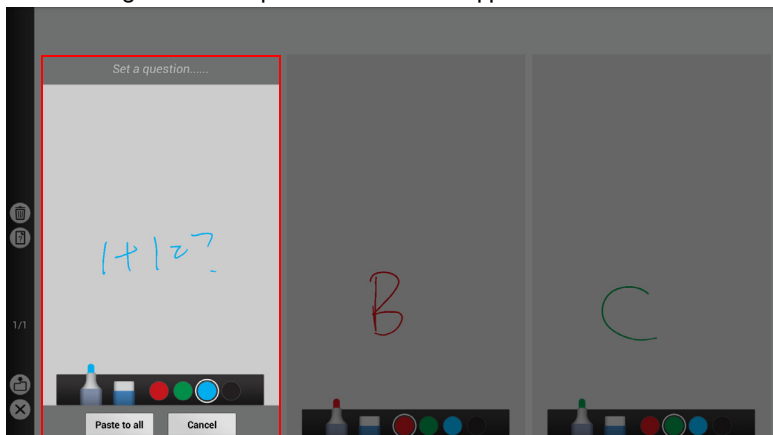 Set a question......
1+1=?
B
C
1/1
Paste to all
Cancel